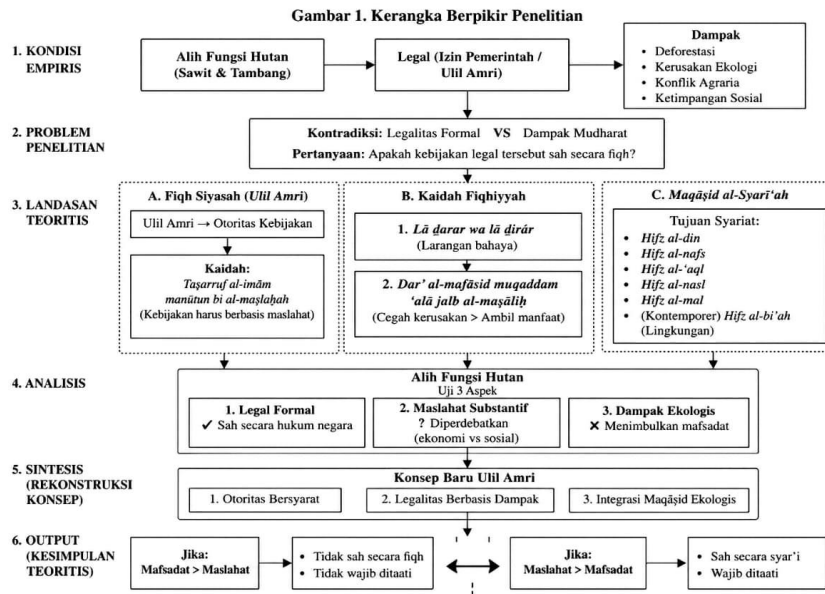 Gambar 1. Kerangka Berpikir Penelitian
1. KONDISI
EMPIRIS
Alih Fungsi Hutan
(Sawit & Tambang)
Legal (Izin Pemerintah /
Ulil Amri)
Dampak
• Deforestasi
• Kerusakan Ekologi
• Konflik Agraria
• Ketimpangan Sosial
2. PROBLEM
PENELITIAN
Kontradiksi: Legalitas Formal VS Dampak Mudharat
Pertanyaan: Apakah kebijakan legal tersebut sah secara fiqh?
3. LANDASAN
TEORITIS
A. Fiqh Siyasah (Ulil Amri)
Ulil Amri → Otoritas Kebijakan
Kaidah:
Taṣarruf al-imām
manūtun bi al-maṣlaḥah
(Kebijakan harus berbasis maslahat)
B. Kaidah Fiqhiyyah
1. Lā ḍarar wa lā ḍirár
(Larangan bahaya)
2. Dar’ al-mafāsid muqaddam
‘alā jalb al-maṣāliḥ
(Cegah kerusakan > Ambil manfaat)
C. Maqāṣid al-Syarī‘ah
Tujuan Syariat:
• Hifz al-din
• Hifz al-nafs
• Hifz al-‘aql
• Hifz al-nasl
• Hifz al-mal
• (Kontemporer) Hifz al-bi’ah
(Lingkungan)
4. ANALISIS
Alih Fungsi Hutan
Uji 3 Aspek
1. Legal Formal
✓ Sah secara hukum negara
2. Maslahat Substantif
? Diperdebatkan
(ekonomi vs sosial)
3. Dampak Ekologis
✗ Menimbulkan mafsadat
5. SINTESIS
(REKONSTRUKSI
KONSEP)
Konsep Baru Ulil Amri
1. Otoritas Bersyarat
2. Legalitas Berbasis Dampak
3. Integrasi Maqāṣid Ekologis
6. OUTPUT
(KESIMPULAN
TEORITIS)
Jika:
Mafsadat > Maslahat
• Tidak sah secara fiqh
• Tidak wajib ditaati
Jika:
Maslahat > Mafsadat
• Sah secara syar’i
• Wajib ditaati